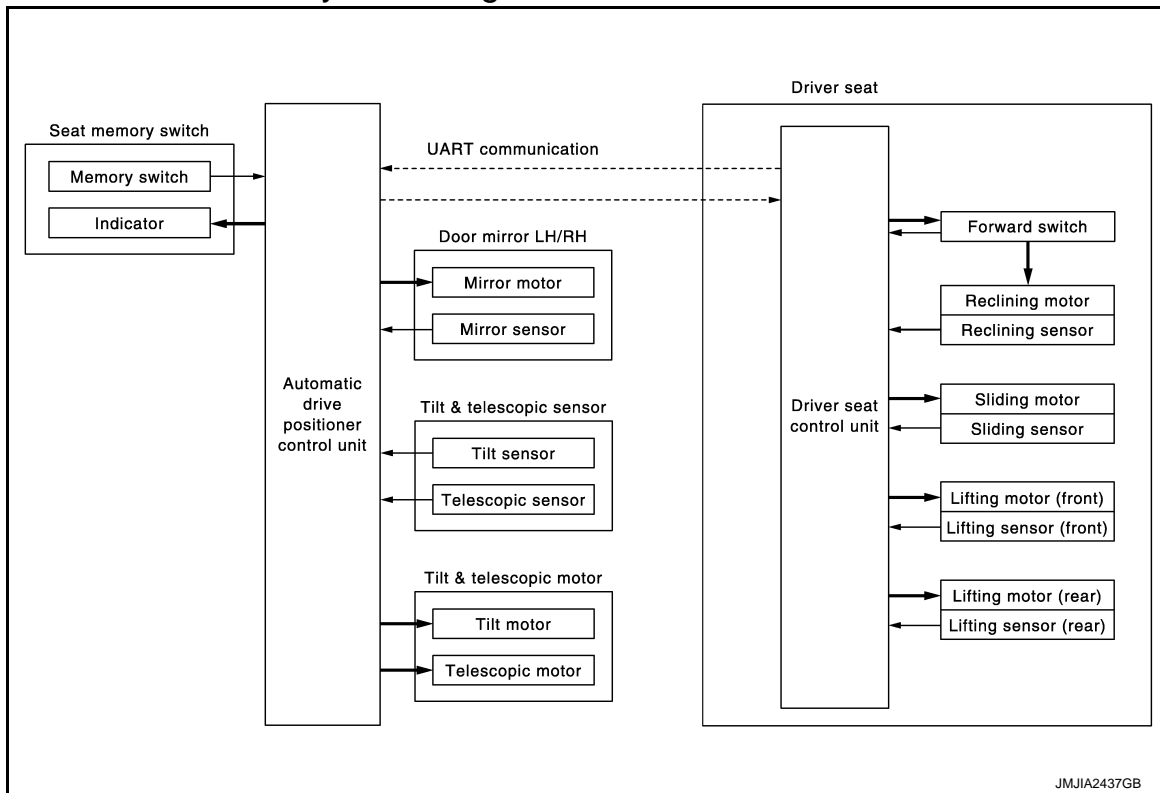 Driver seat
Seat memory switch
Memory switch
Indicator
UART communication
Door mirror LH/RH
Mirror motor
Mirror sensor
Automatic
drive
positioner
control unit
Tilt & telescopic sensor
Tilt sensor
Telescopic sensor
Tilt & telescopic motor
Tilt motor
Telescopic motor
Driver seat
control unit
Forward switch
Reclining motor
Reclining sensor
Sliding motor
Sliding sensor
Lifting motor (front)
Lifting sensor (front)
Lifting motor (rear)
Lifting sensor (rear)
JMJIA2437GB